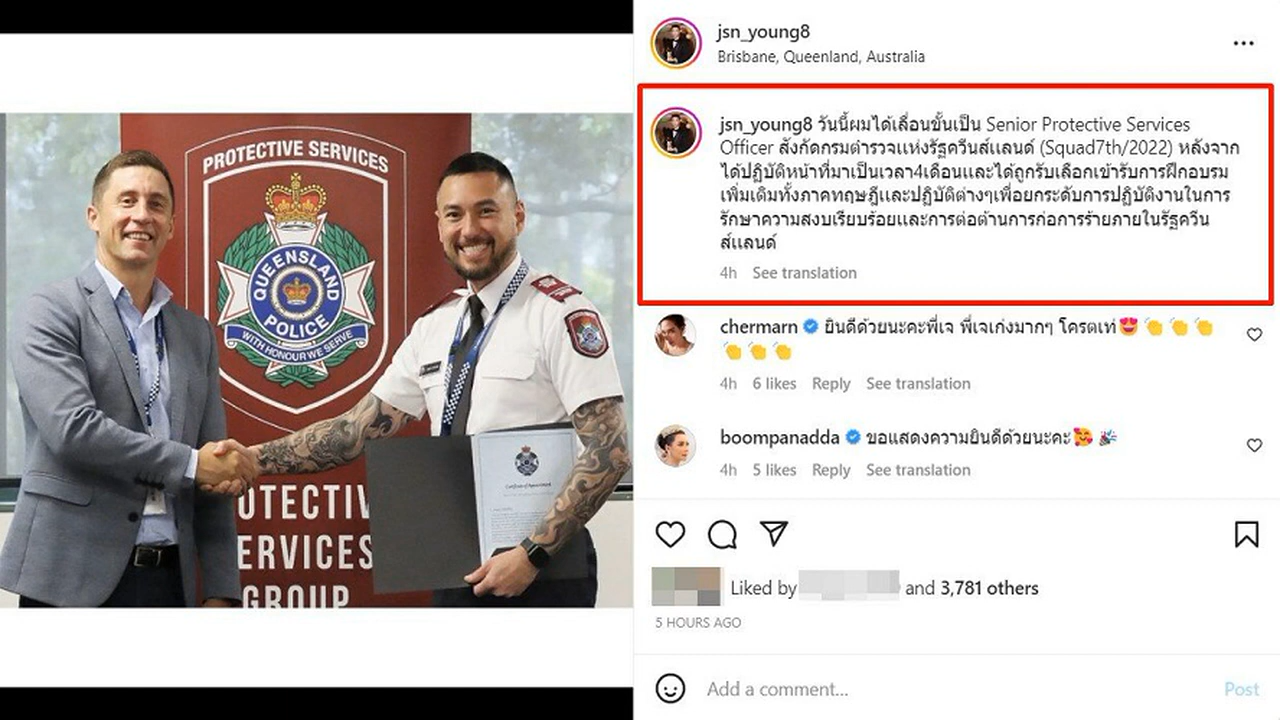 PROTECTIVE SERVICES
QUEENSLAND
POLICE
WITH HONOUR WE SERVE
OTECTIV
ERVICES
GROUP
Certificate of Appointment
jsn_young8
Brisbane, Queenland, Australia
jsn_young8 วันนี้ผมได้เลื่อนขั้นเป็น Senior Protective Services
Officer สังกัดกรมตำรวจแห่งรัฐควีนส์แลนด์ (Squad7th/2022) หลังจาก
ได้ปฏิบัติหน้าที่มาเป็นเวลา4เดือนและได้ถูกรับเลือกเข้ารับการฝึกอบรม
เพิ่มเติมทั้งภาคทฤษฎีและปฏิบัติต่างๆเพื่อยกระดับการปฏิบัติงานในการ
รักษาความสงบเรียบร้อยและการต่อต้านการก่อการร้ายภายในรัฐควีน
ส์แลนด์
4h See translation
chermarn ยินดีด้วยนะคะพี่เจ พี่เจเก่งมากๆ โครตเท่😍👏👏👏
👏👏👏
4h 6 likes Reply See translation
boompanadda ขอแสดงความยินดีด้วยนะคะ🥰🎉
4h 5 likes Reply See translation
Liked by and 3,781 others
5 HOURS AGO
Add a comment... Post